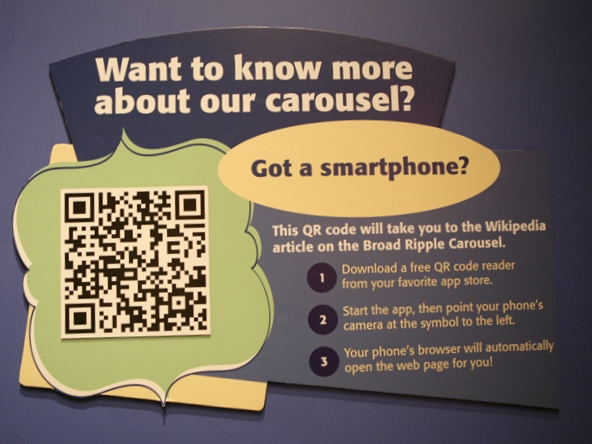 Want to know more
about our carousel?
Got a smartphone?
This QR code will take you to the Wikipedia
article on the Broad Ripple Carousel.
1 Download a free QR code reader
from your favorite app store.
2 Start the app, then point your phone's
camera at the symbol to the left.
3 Your phone's browser will automatically
open the web page for you!